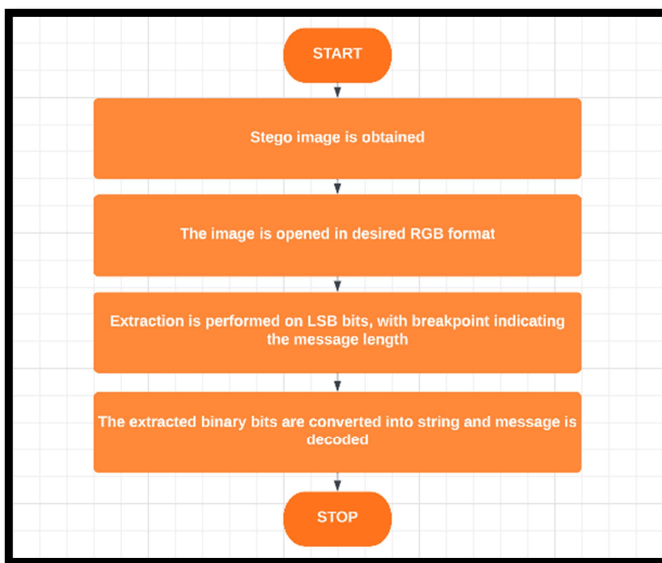 START
Stego image is obtained
The image is opened in desired RGB format
Extraction is performed on LSB bits, with breakpoint indicating
the message length
The extracted binary bits are converted into string and message is
decoded
STOP